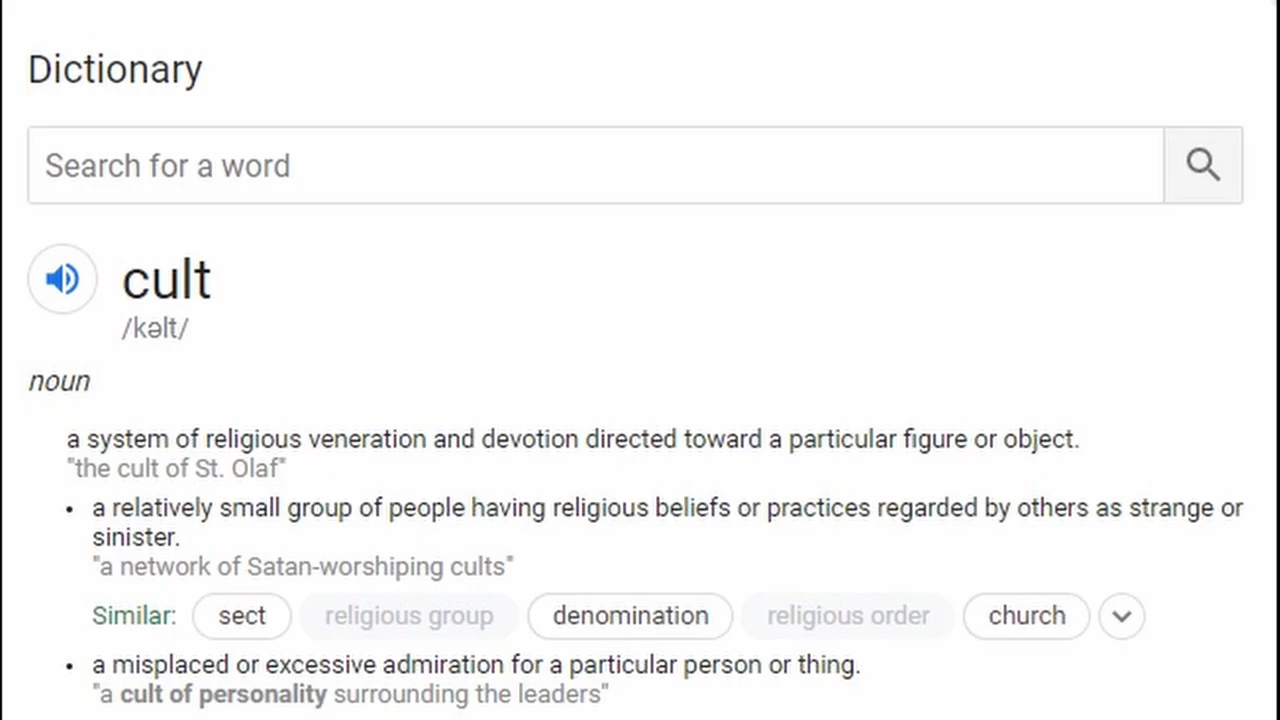 Dictionary
Search for a word
cult
/kəlt/
noun
a system of religious veneration and devotion directed toward a particular figure or object.
"the cult of St. Olaf"
• a relatively small group of people having religious beliefs or practices regarded by others as strange or
sinister.
"a network of Satan-worshiping cults"
Similar: sect religious group denomination religious order church
• a misplaced or excessive admiration for a particular person or thing.
"a cult of personality surrounding the leaders"